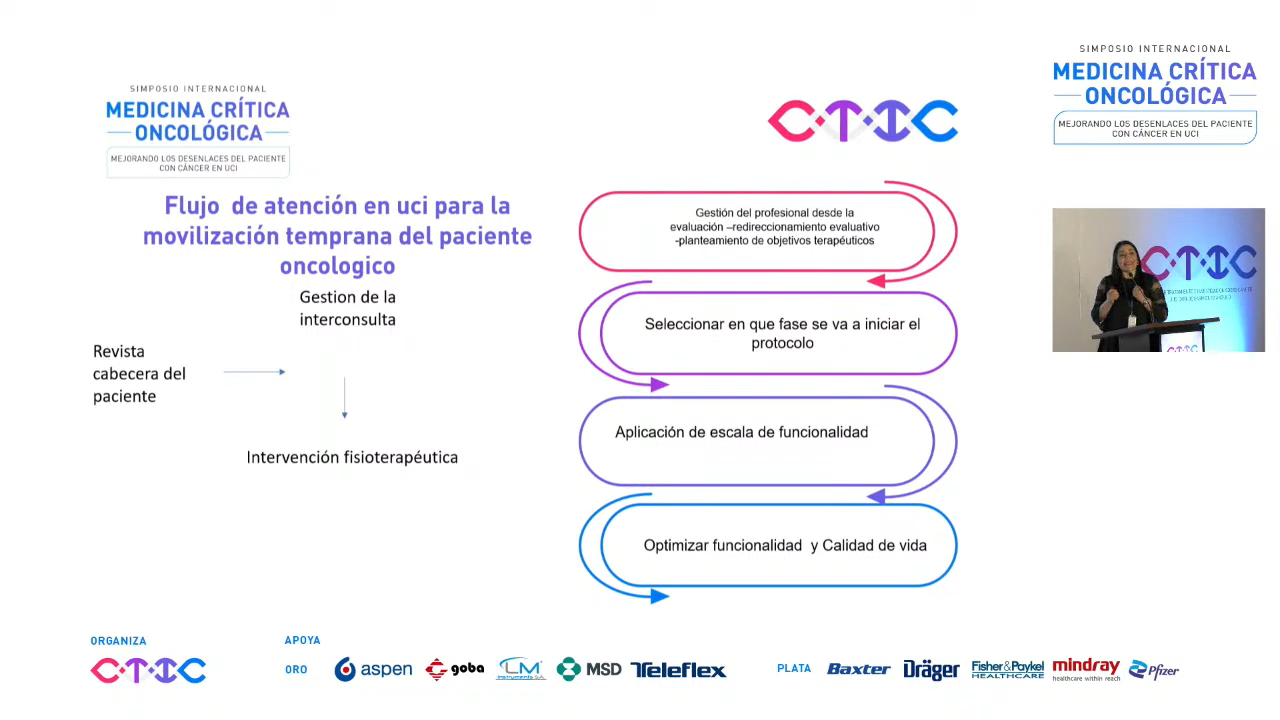 SIMPOSIO INTERNACIONAL
MEDICINA CRÍTICA
ONCOLÓGICA
MEJORANDO LOS DESENLACES DEL PACIENTE
CON CÁNCER EN UCI
Flujo de atención en uci para la
movilización temprana del paciente
oncologico
Gestion de la
interconsulta
Revista
cabecera del
paciente
Intervención fisioterapéutica
CTIC
Gestión del profesional desde la
evaluación –redireccionamiento evaluativo
-planteamiento de objetivos terapéuticos
Seleccionar en que fase se va a iniciar el
protocolo
Aplicación de escala de funcionalidad
Optimizar funcionalidad y Calidad de vida
SIMPOSIO INTERNACIONAL
MEDICINA CRÍTICA
ONCOLÓGICA
MEJORANDO LOS DESENLACES DEL PACIENTE
CON CÁNCER EN UCI
CTIC
CTIC
ORGANIZA
CTIC
APOYA
ORO
aspen
goba
LM
Instruments S.A.
MSD
Teleflex
PLATA
Baxter
Dräger
Fisher & Paykel
HEALTHCARE
mindray
healthcare within reach
Pfizer